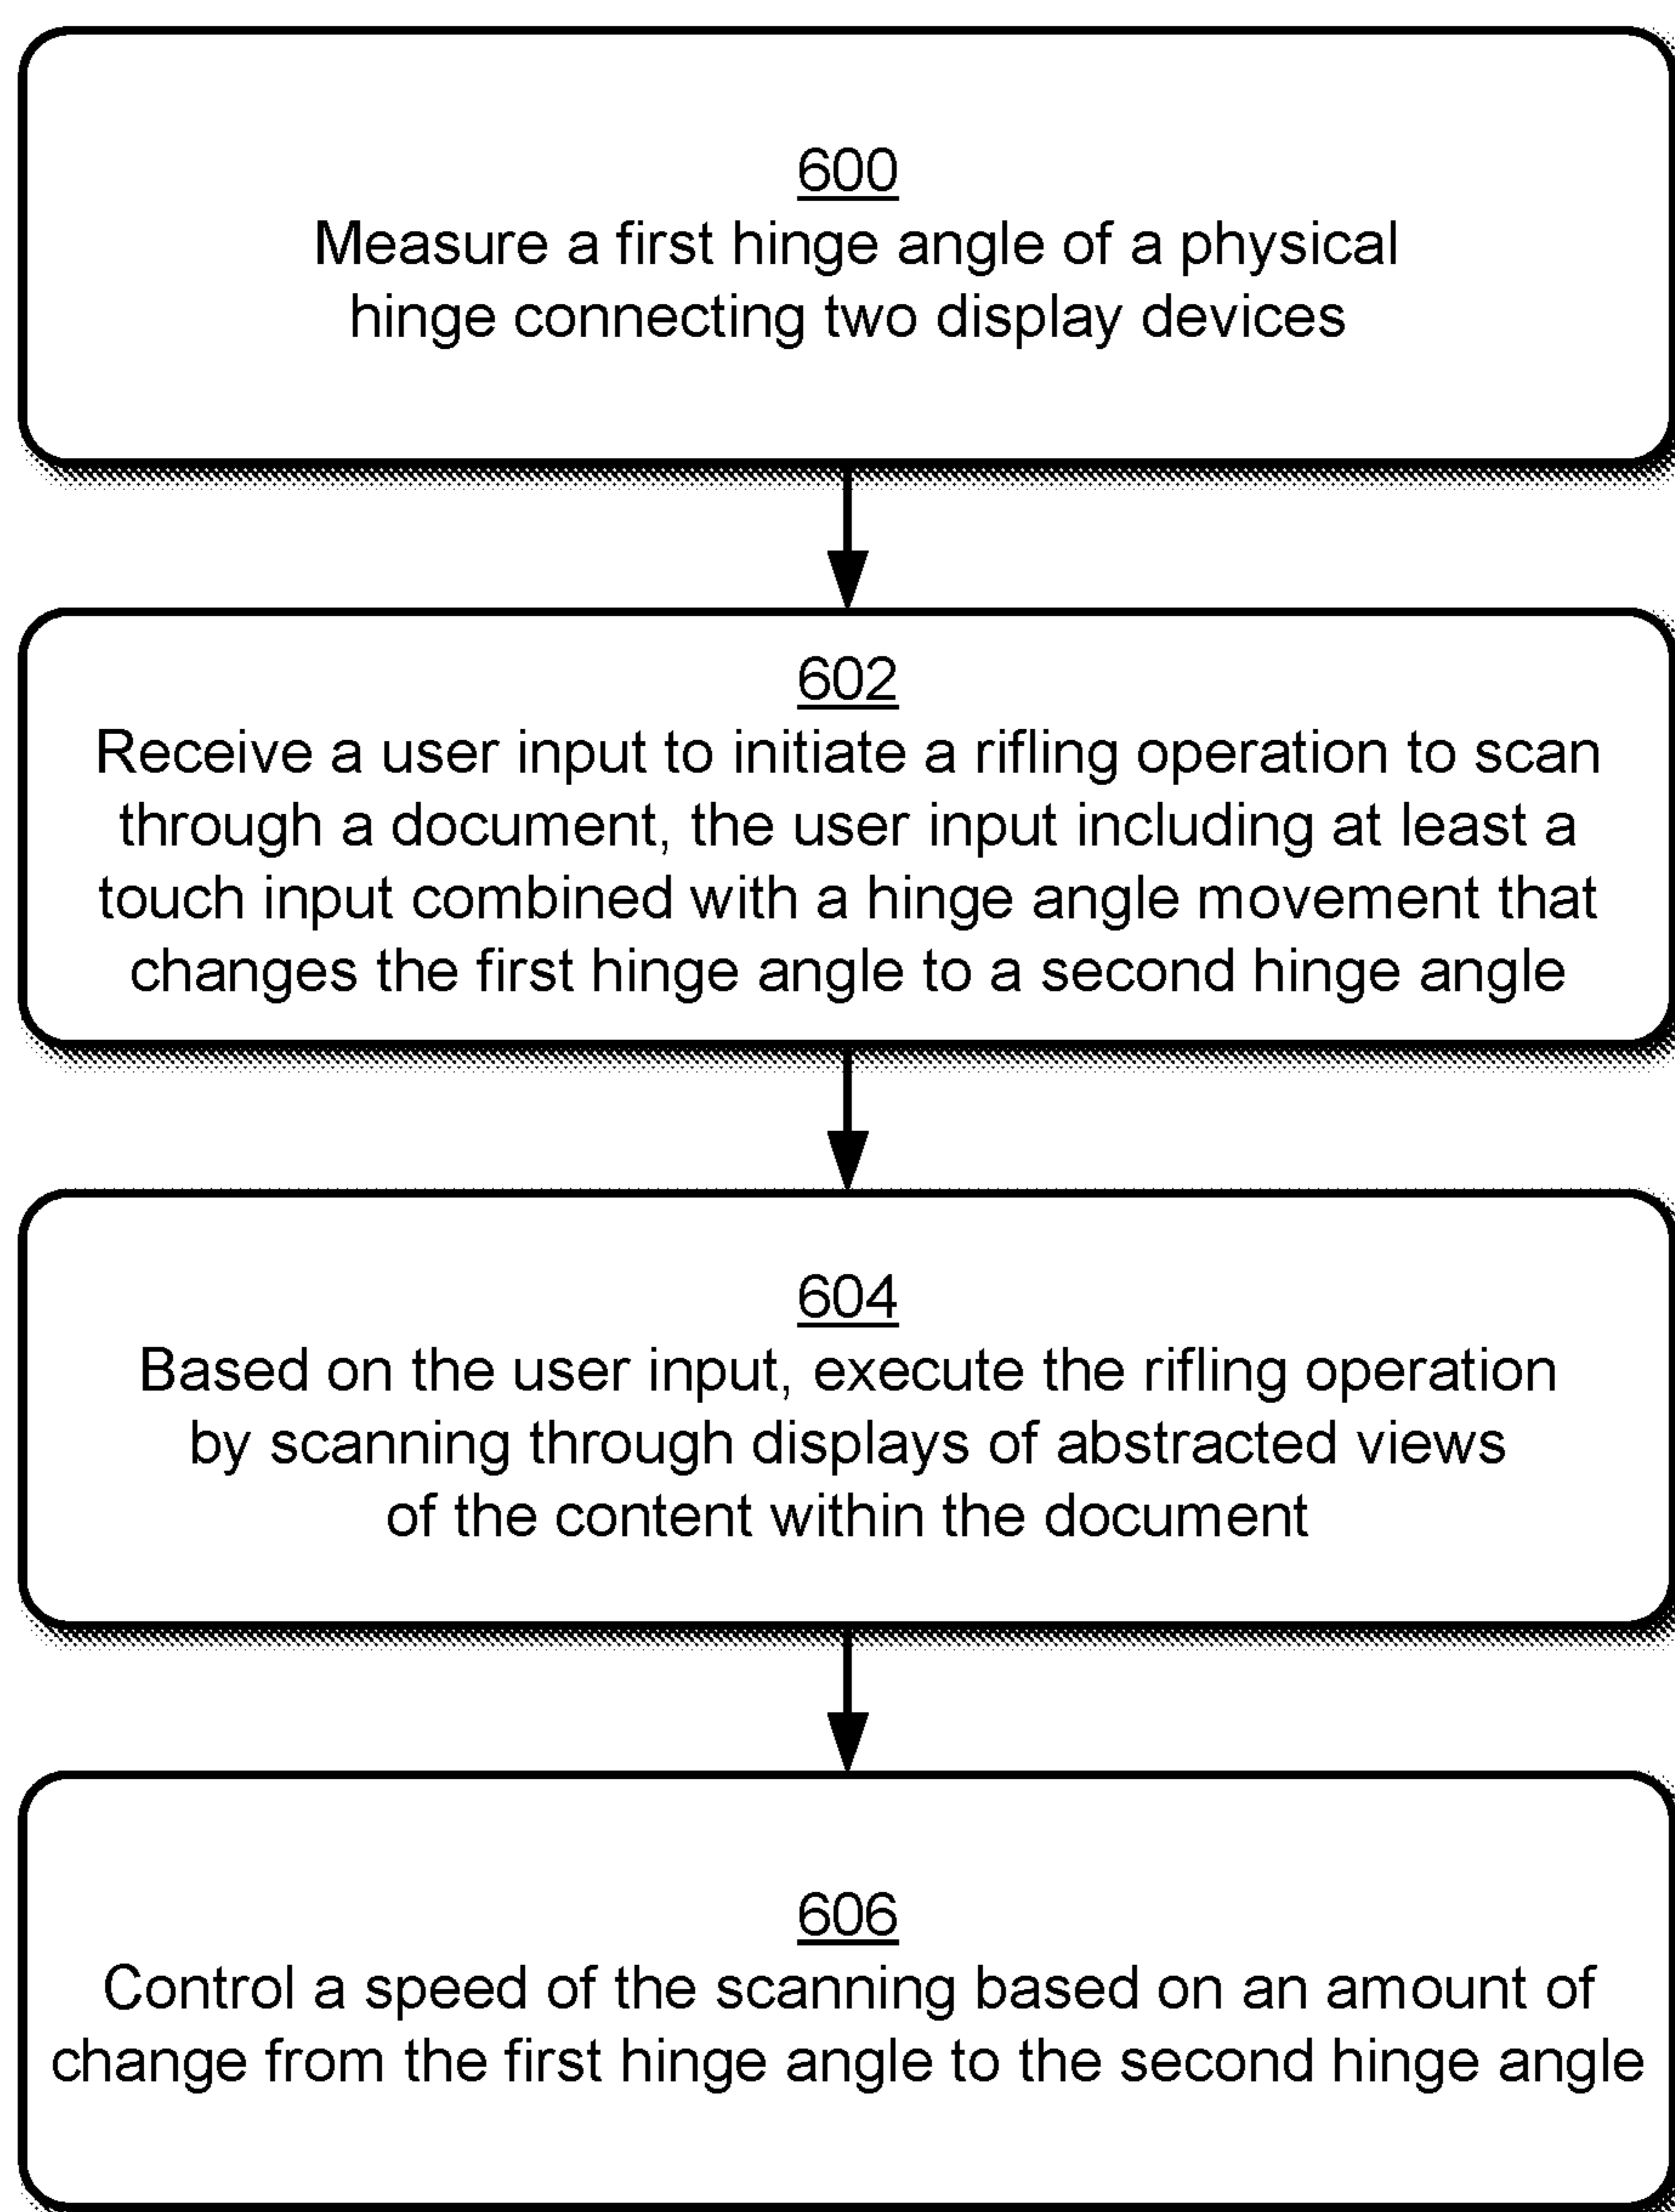 600
Measure a first hinge angle of a physical
hinge connecting two display devices
602
Receive a user input to initiate a rifling operation to scan
through a document, the user input including at least a
touch input combined with a hinge angle movement that
changes the first hinge angle to a second hinge angle
604
Based on the user input, execute the rifling operation
by scanning through displays of abstracted views
of the content within the document
606
Control a speed of the scanning based on an amount of
change from the first hinge angle to the second hinge angle